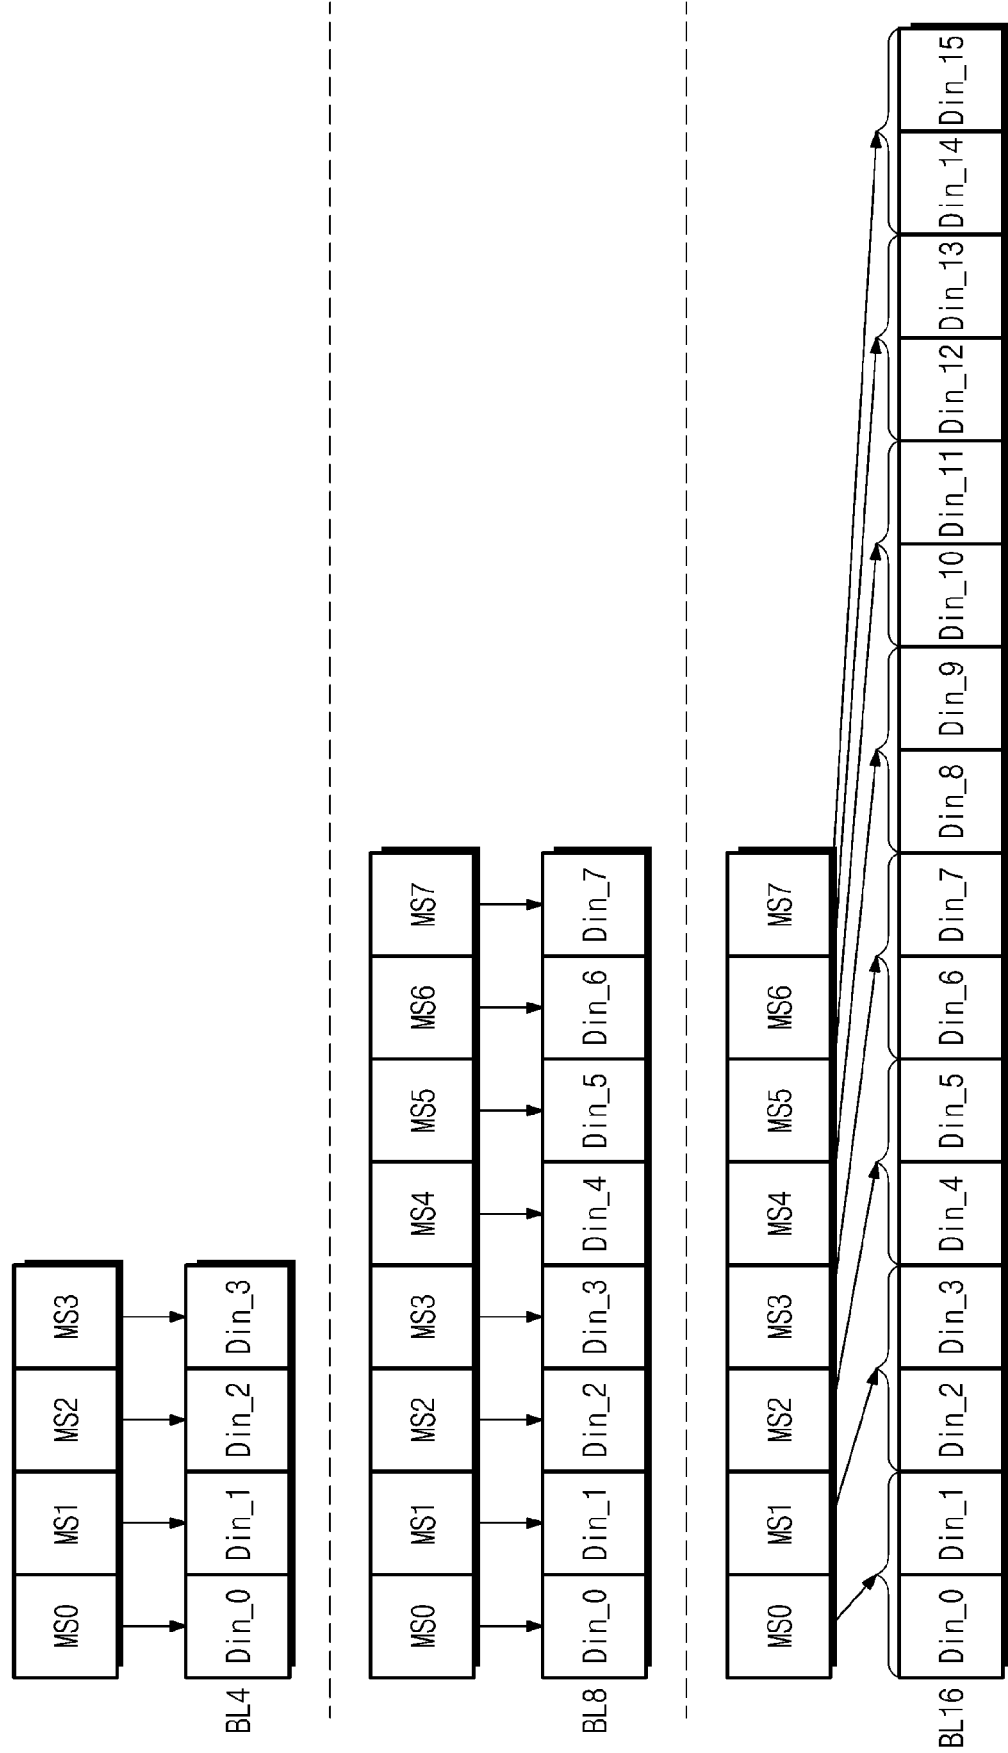 MS0 MS1 MS2 MS3
BL4 Din_0 Din_1 Din_2 Din_3
MS0 MS1 MS2 MS3 MS4 MS5 MS6 MS7
BL8 Din_0 Din_1 Din_2 Din_3 Din_4 Din_5 Din_6 Din_7
MS0 MS1 MS2 MS3 MS4 MS5 MS6 MS7
BL16 Din_0 Din_1 Din_2 Din_3 Din_4 Din_5 Din_6 Din_7 Din_8 Din_9 Din_10 Din_11 Din_12 Din_13 Din_14 Din_15